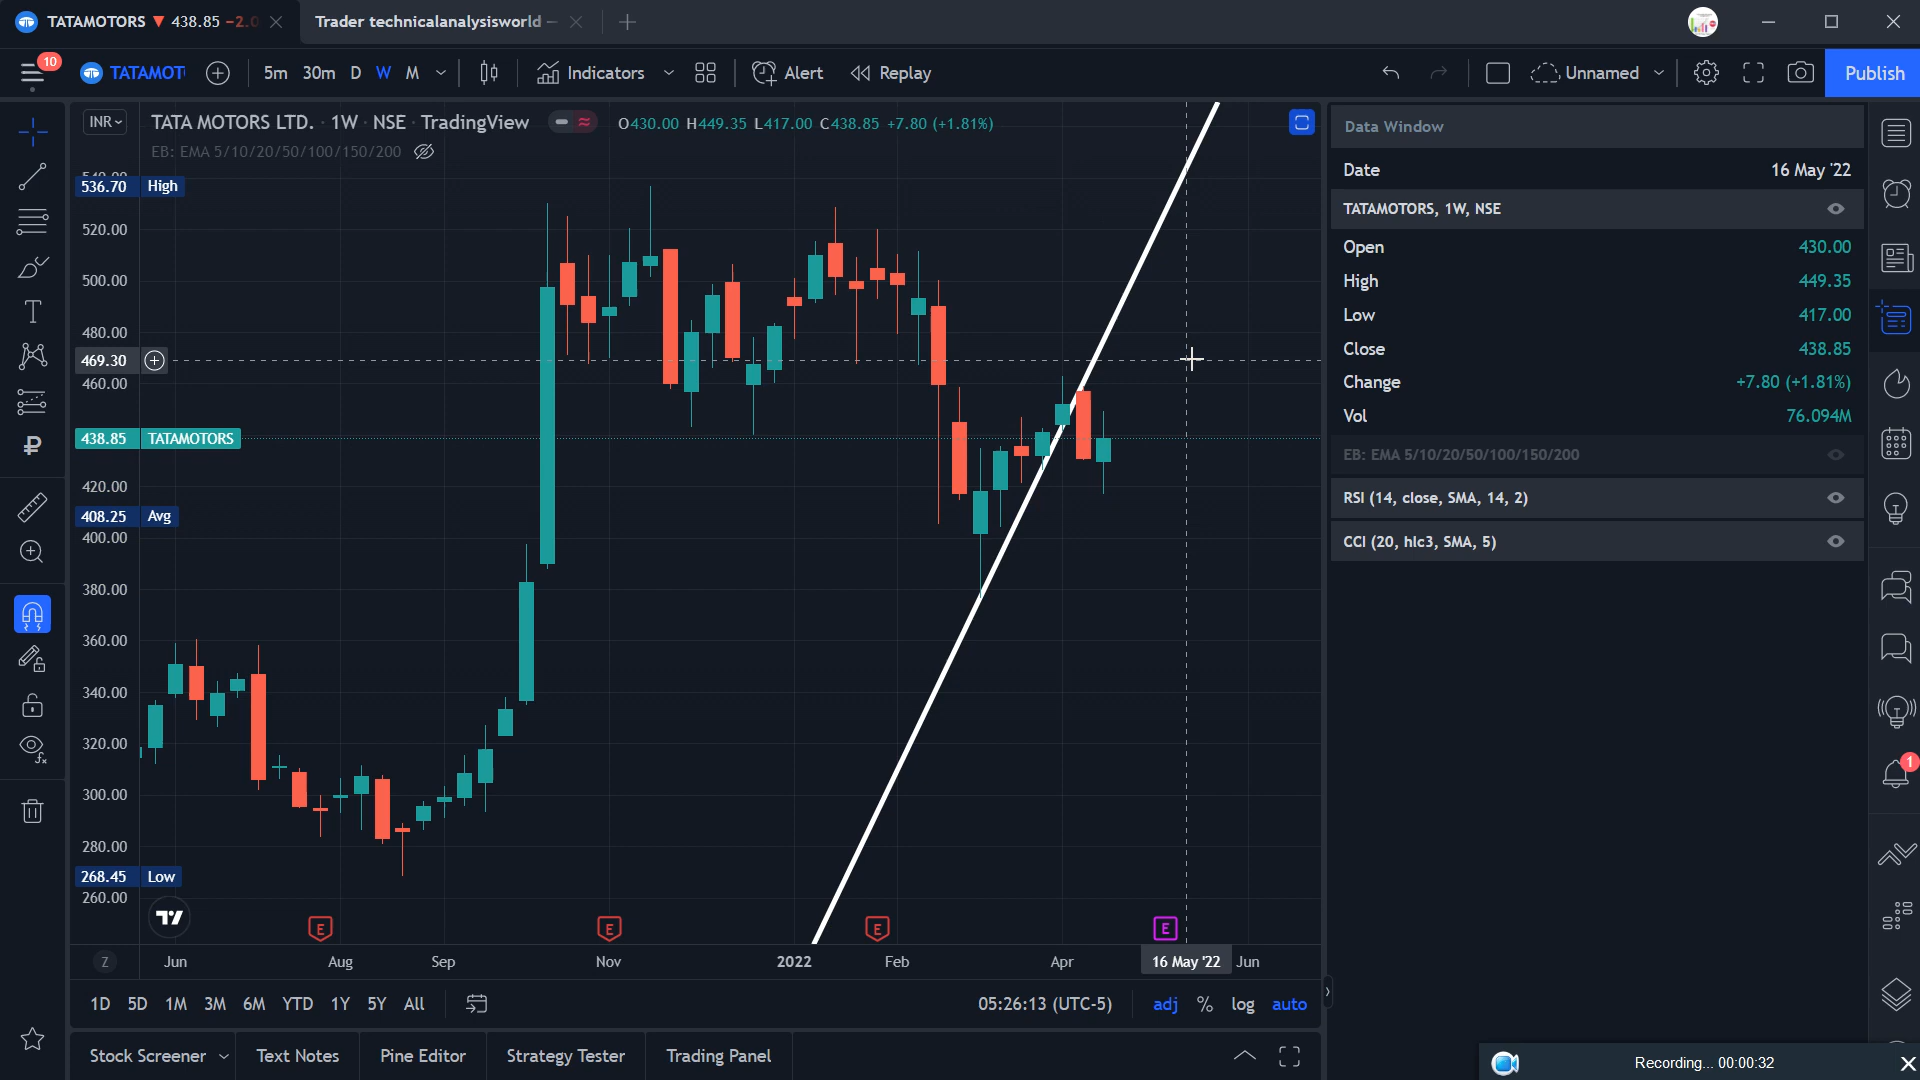 TATAMOTORS ▼ 438.85 −2.0
Trader technicalanalysisworld –
10
TATAMOT
5m 30m D W M
Indicators
Alert
Replay
Unnamed
Publish
INR
TATA MOTORS LTD. · 1W · NSE · TradingView
O430.00 H449.35 L417.00 C438.85 +7.80 (+1.81%)
EB: EMA 5/10/20/50/100/150/200
540.00
536.70 High
520.00
500.00
480.00
469.30
460.00
438.85 TATAMOTORS
420.00
408.25 Avg
400.00
380.00
360.00
340.00
320.00
300.00
280.00
268.45 Low
260.00
E E E E
Z
Jun Aug Sep Nov 2022 Feb Apr 16 May '22 Jun
1D 5D 1M 3M 6M YTD 1Y 5Y All
05:26:13 (UTC-5)
adj % log auto
Stock Screener
Text Notes
Pine Editor
Strategy Tester
Trading Panel
Data Window
Date 16 May '22
TATAMOTORS, 1W, NSE
Open 430.00
High 449.35
Low 417.00
Close 438.85
Change +7.80 (+1.81%)
Vol 76.094M
EB: EMA 5/10/20/50/100/150/200
RSI (14, close, SMA, 14, 2)
CCI (20, hlc3, SMA, 5)
1
Recording... 00:00:32